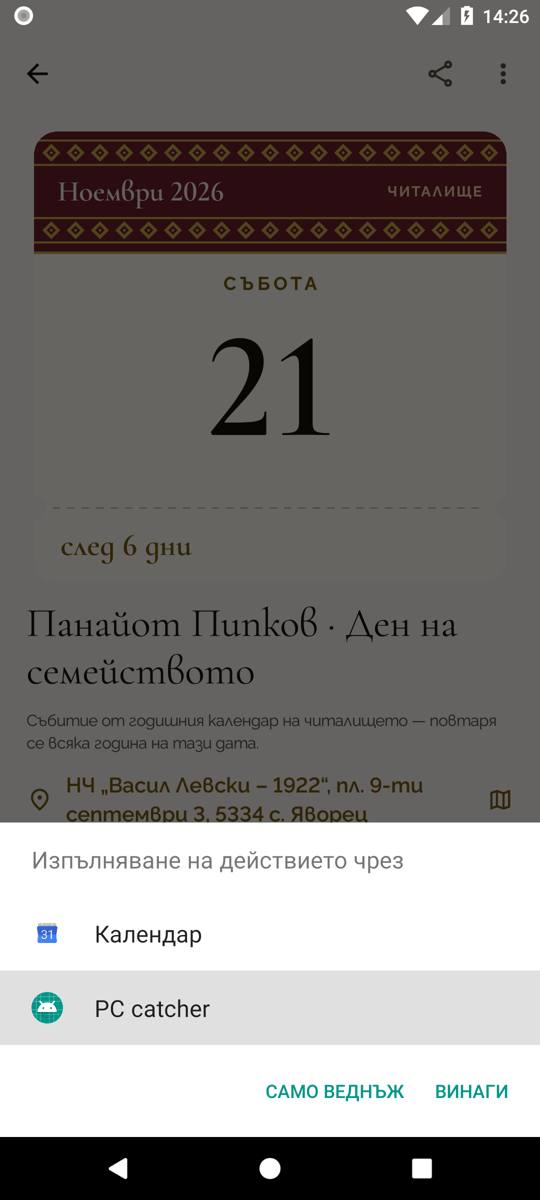 14:26
Ноември 2026
ЧИТАЛИЩЕ
СЪБОТА
21
след 6 дни
Панайот Пипков · Ден на
семейството
Събитие от годишния календар на читалището — повтаря
се всяка година на тази дата.
НЧ „Васил Левски – 1922“, пл. 9-ти
септември 3, 5334 с. Яворец
Изпълняване на действието чрез
31
Календар
PC catcher
САМО ВЕДНЪЖ
ВИНАГИ